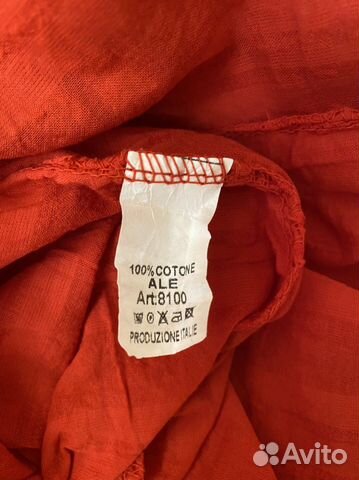 100% COTONE
ALE
Art:8100
PRODUZIONE ITALIE
Avito